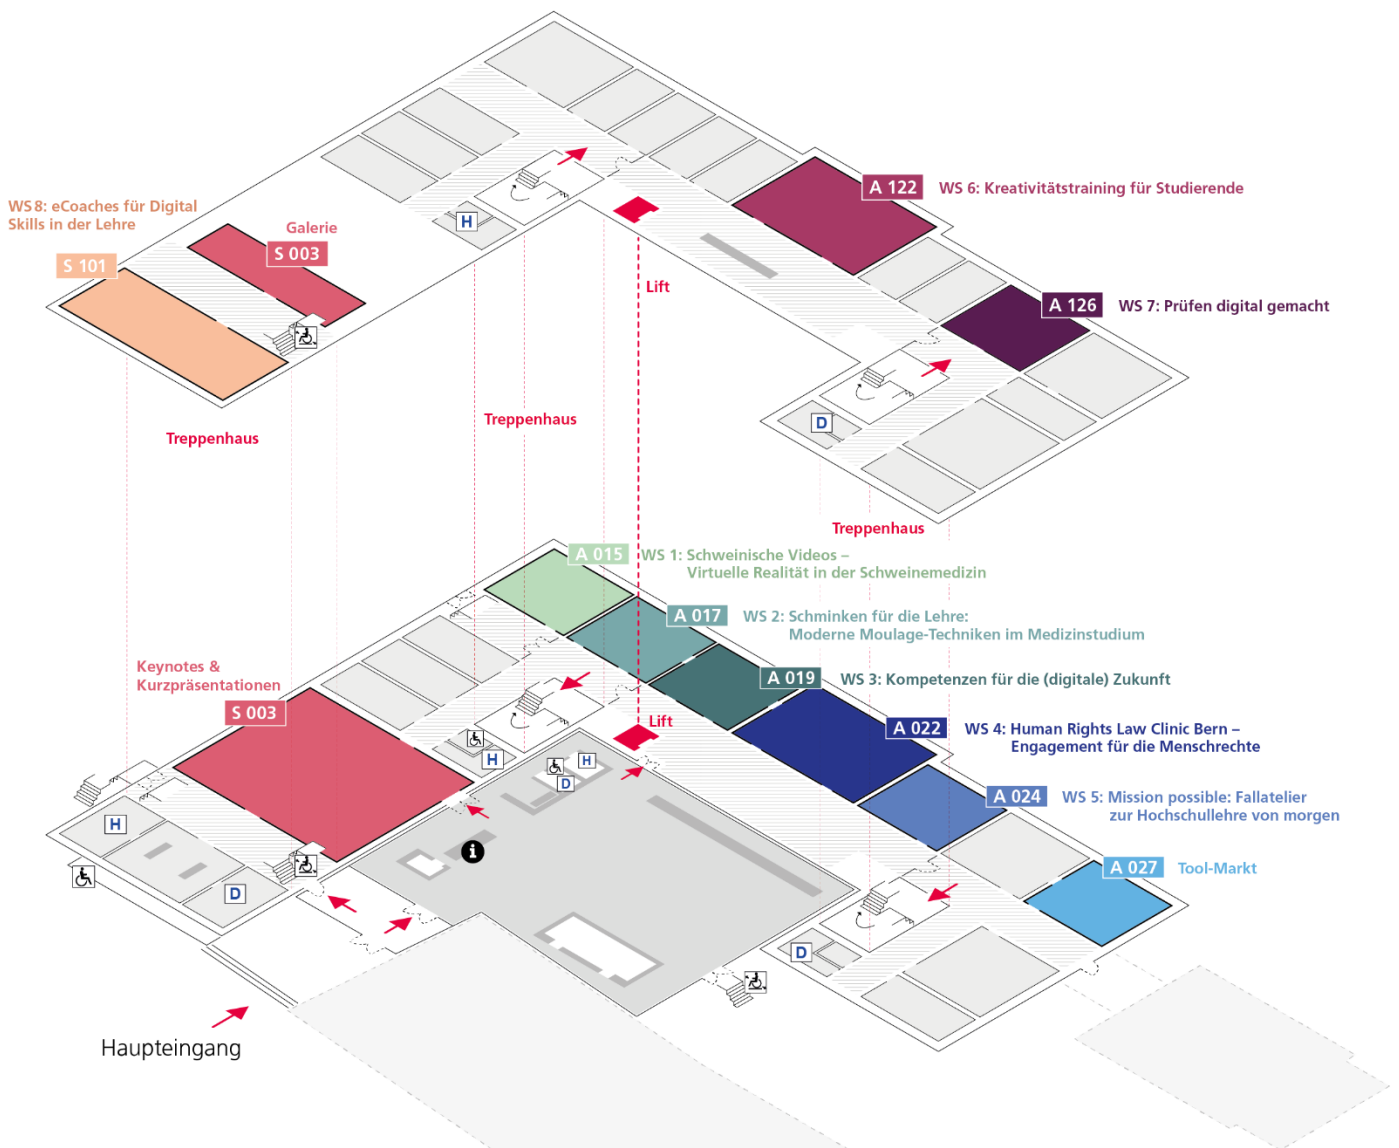 A 122
WS 6: Kreativitätstraining für Studierende
WS 8: eCoaches für Digital
Skills in der Lehre
Galerie
S 003
S 101
H
Lift
A 126
WS 7: Prüfen digital gemacht
Treppenhaus
Treppenhaus
D
Treppenhaus
A 015
WS 1: Schweinische Videos –
Virtuelle Realität in der Schweinemedizin
A 017
WS 2: Schminken für die Lehre:
Moderne Moulage-Techniken im Medizinstudium
Keynotes &
Kurzpräsentationen
S 003
A 019
WS 3: Kompetenzen für die (digitale) Zukunft
Lift
A 022
WS 4: Human Rights Law Clinic Bern –
Engagement für die Menschrechte
H
H
D
A 024
WS 5: Mission possible: Fallatelier
zur Hochschullehre von morgen
H
i
A 027
Tool-Markt
D
D
Haupteingang